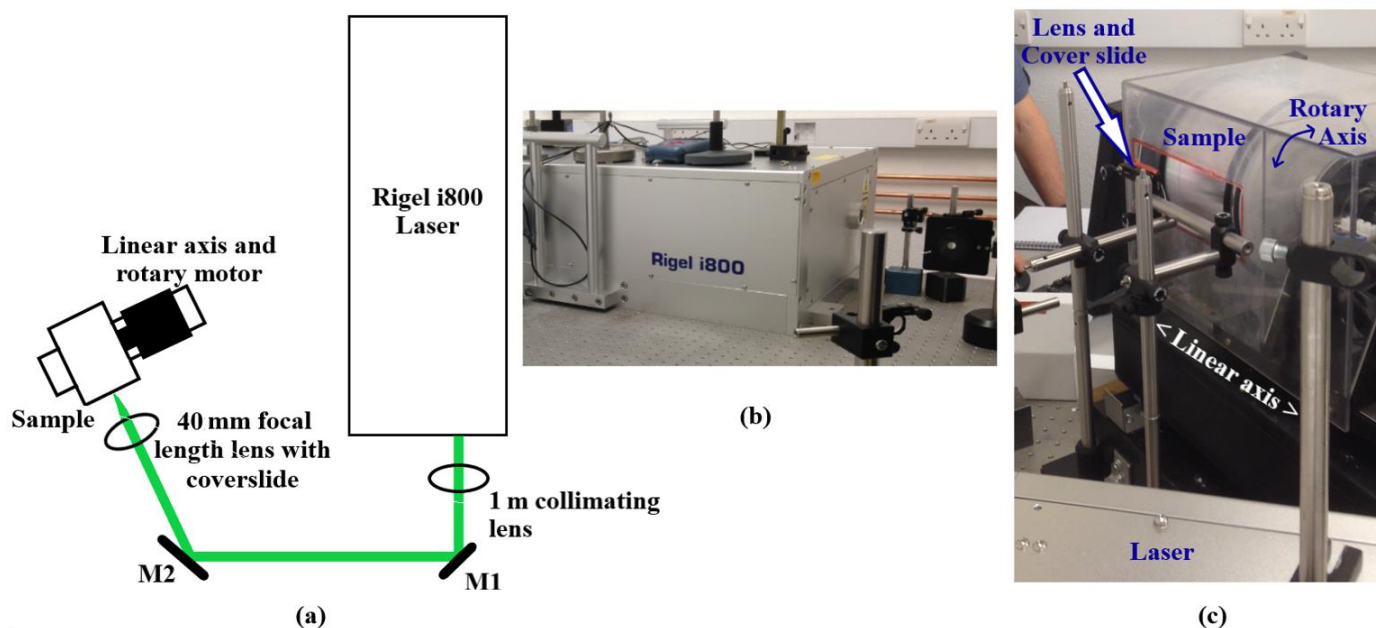 Rigel i800
Laser
Linear axis and
rotary motor
Sample
40 mm focal
length lens with
coverslide
1 m collimating
lens
M2
M1
(a)
Rigel i800
(b)
Lens and
Cover slide
Sample
Rotary
Axis
< Linear axis >
Laser
(c)